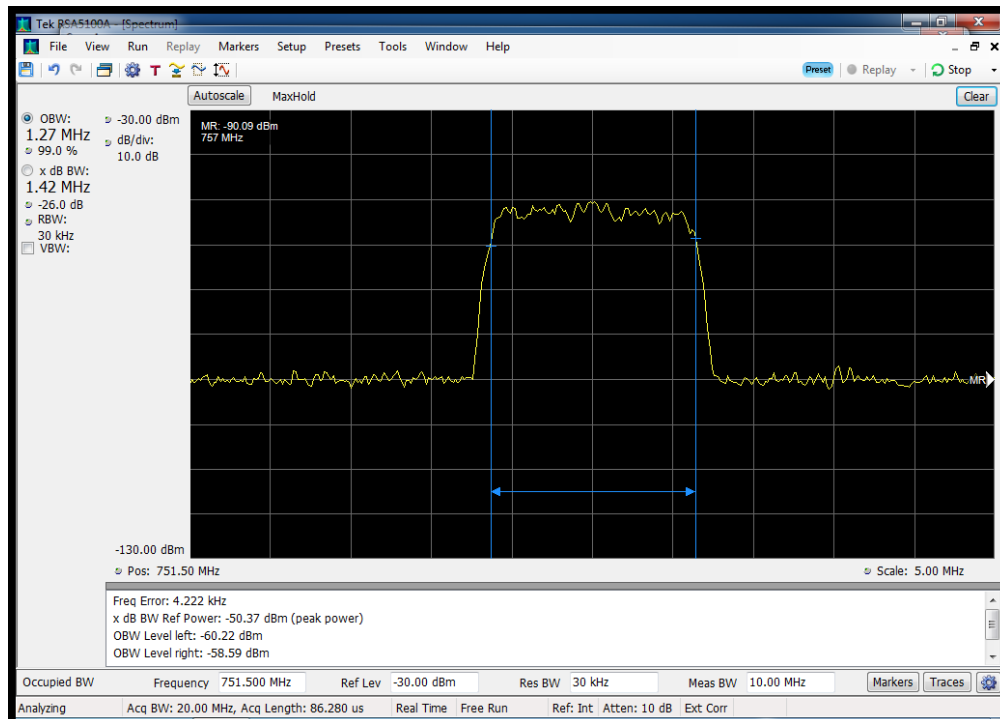 Tek RSA5100A - [Spectrum]
File View Run Replay Markers Setup Presets Tools Window Help
Preset Replay Stop
Autoscale MaxHold Clear
OBW:
1.27 MHz
99.0 %
x dB BW:
1.42 MHz
-26.0 dB
RBW:
30 kHz
VBW:
-30.00 dBm
dB/div:
10.0 dB
MR: -90.09 dBm
757 MHz
MR
-130.00 dBm
Pos: 751.50 MHz Scale: 5.00 MHz
Freq Error: 4.222 kHz
x dB BW Ref Power: -50.37 dBm (peak power)
OBW Level left: -60.22 dBm
OBW Level right: -58.59 dBm
Occupied BW Frequency 751.500 MHz Ref Lev -30.00 dBm Res BW 30 kHz Meas BW 10.00 MHz Markers Traces
Analyzing Acq BW: 20.00 MHz, Acq Length: 86.280 us Real Time Free Run Ref: Int Atten: 10 dB Ext Corr